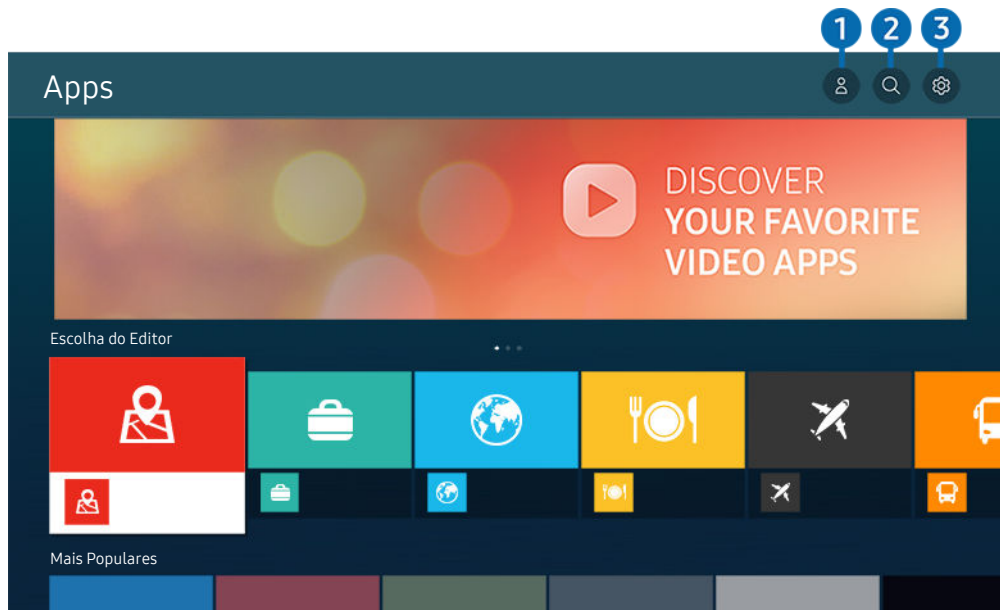 1 2 3
Apps
DISCOVER
YOUR FAVORITE
VIDEO APPS
Escolha do Editor
Mais Populares